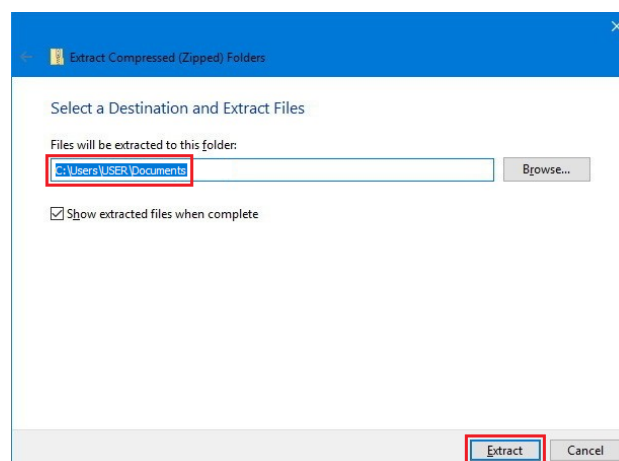 Extract Compressed (Zipped) Folders
Select a Destination and Extract Files
Files will be extracted to this folder:
C:\Users\USER\Documents
Browse...
Show extracted files when complete
Extract
Cancel